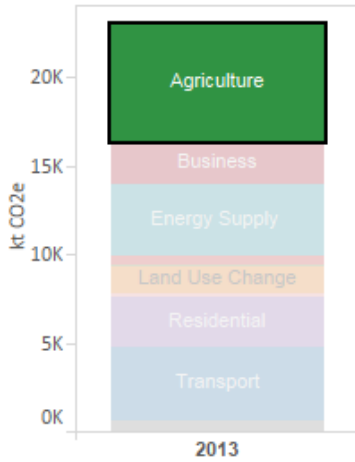 20K
Agriculture
15K
Business
Energy Supply
kt CO2e
10K
Land Use Change
Residential
5K
Transport
0K
2013